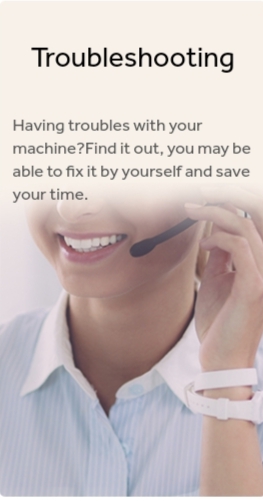 Troubleshooting
Having troubles with your
machine?Find it out, you may be
able to fix it by yourself and save
your time.